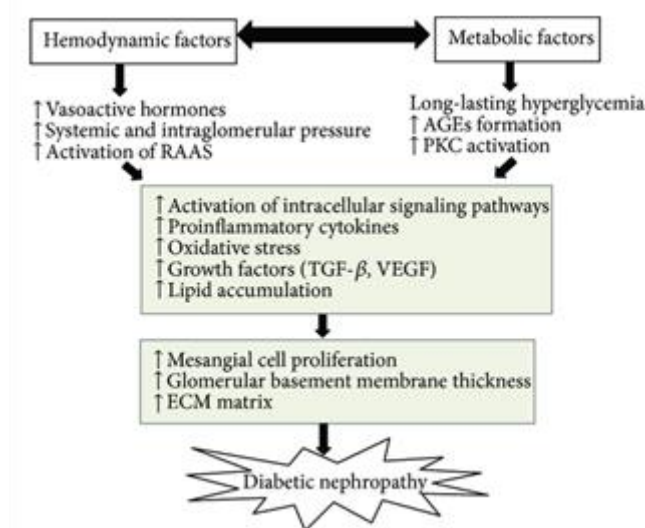 Hemodynamic factors
Metabolic factors
↑ Vasoactive hormones
↑ Systemic and intraglomerular pressure
↑ Activation of RAAS
Long-lasting hyperglycemia
↑ AGEs formation
↑ PKC activation
↑ Activation of intracellular signaling pathways
↑ Proinflammatory cytokines
↑ Oxidative stress
↑ Growth factors (TGF-β, VEGF)
↑ Lipid accumulation
↑ Mesangial cell proliferation
↑ Glomerular basement membrane thickness
↑ ECM matrix
Diabetic nephropathy